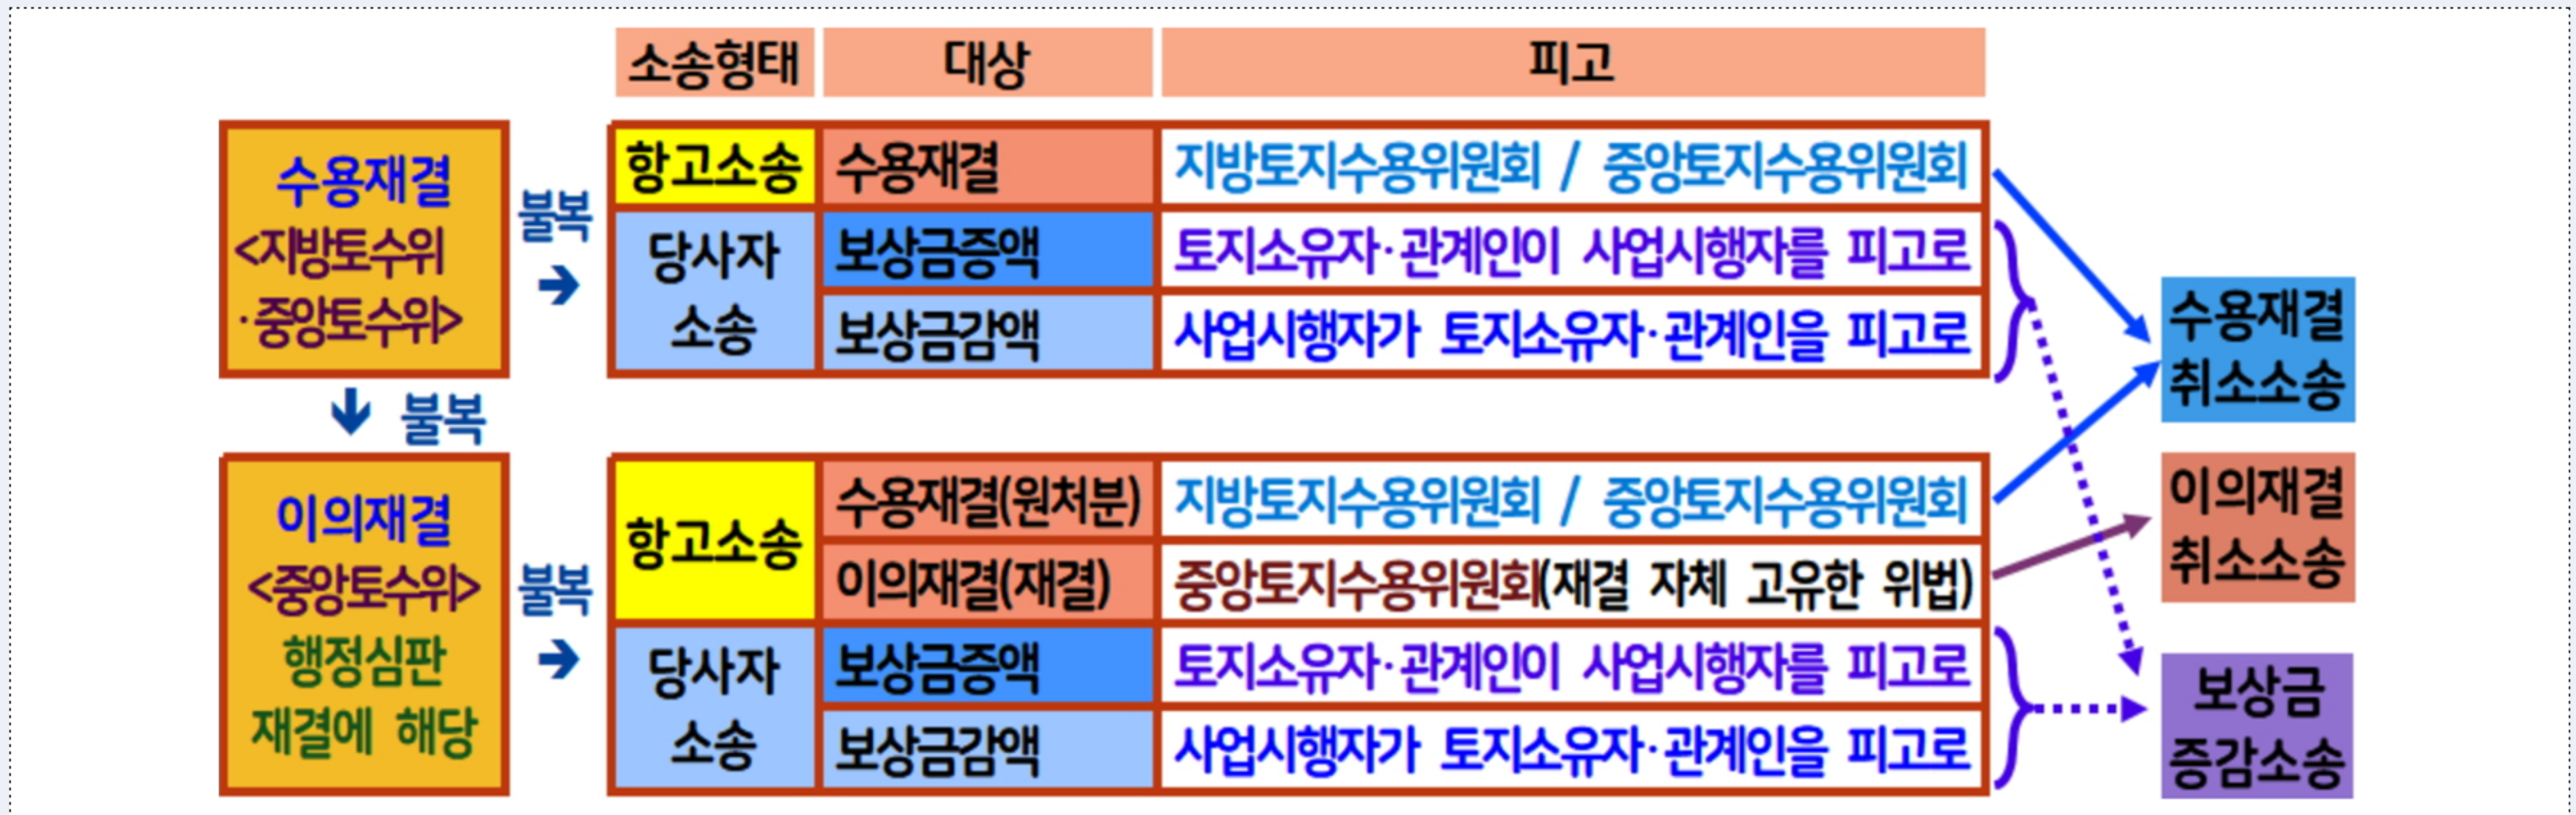 소송형태
대상
피고
수용재결
<지방토수위
·중앙토수위>
불복
➔
항고소송
수용재결
지방토지수용위원회 / 중앙토지수용위원회
당사자
소송
보상금증액
토지소유자·관계인이 사업시행자를 피고로
보상금감액
사업시행자가 토지소유자·관계인을 피고로
불복
이의재결
<중앙토수위>
행정심판
재결에 해당
불복
➔
항고소송
수용재결(원처분)
지방토지수용위원회 / 중앙토지수용위원회
이의재결(재결)
중앙토지수용위원회(재결 자체 고유한 위법)
당사자
소송
보상금증액
토지소유자·관계인이 사업시행자를 피고로
보상금감액
사업시행자가 토지소유자·관계인을 피고로
수용재결
취소소송
이의재결
취소소송
보상금
증감소송